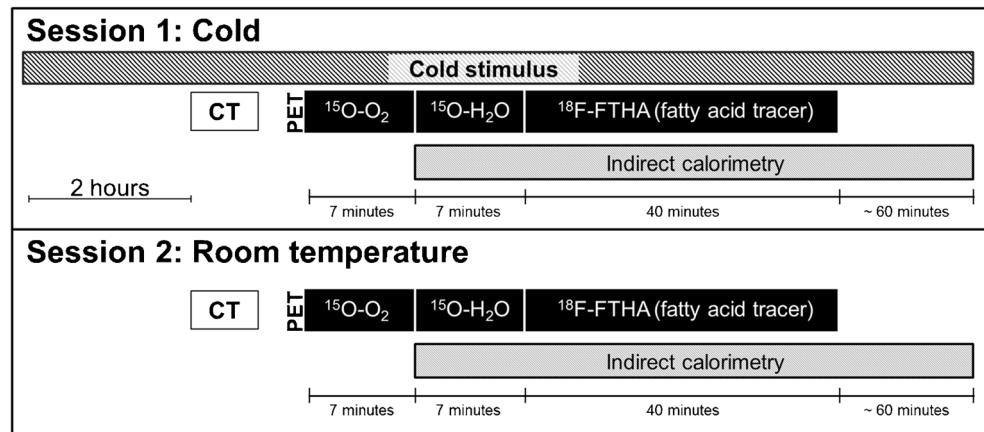 Session 1: Cold
Cold stimulus
CT
PET
¹⁵O-O₂
¹⁵O-H₂O
¹⁸F-FTHA (fatty acid tracer)
Indirect calorimetry
2 hours
7 minutes
7 minutes
40 minutes
~ 60 minutes
Session 2: Room temperature
CT
PET
¹⁵O-O₂
¹⁵O-H₂O
¹⁸F-FTHA (fatty acid tracer)
Indirect calorimetry
7 minutes
7 minutes
40 minutes
~ 60 minutes